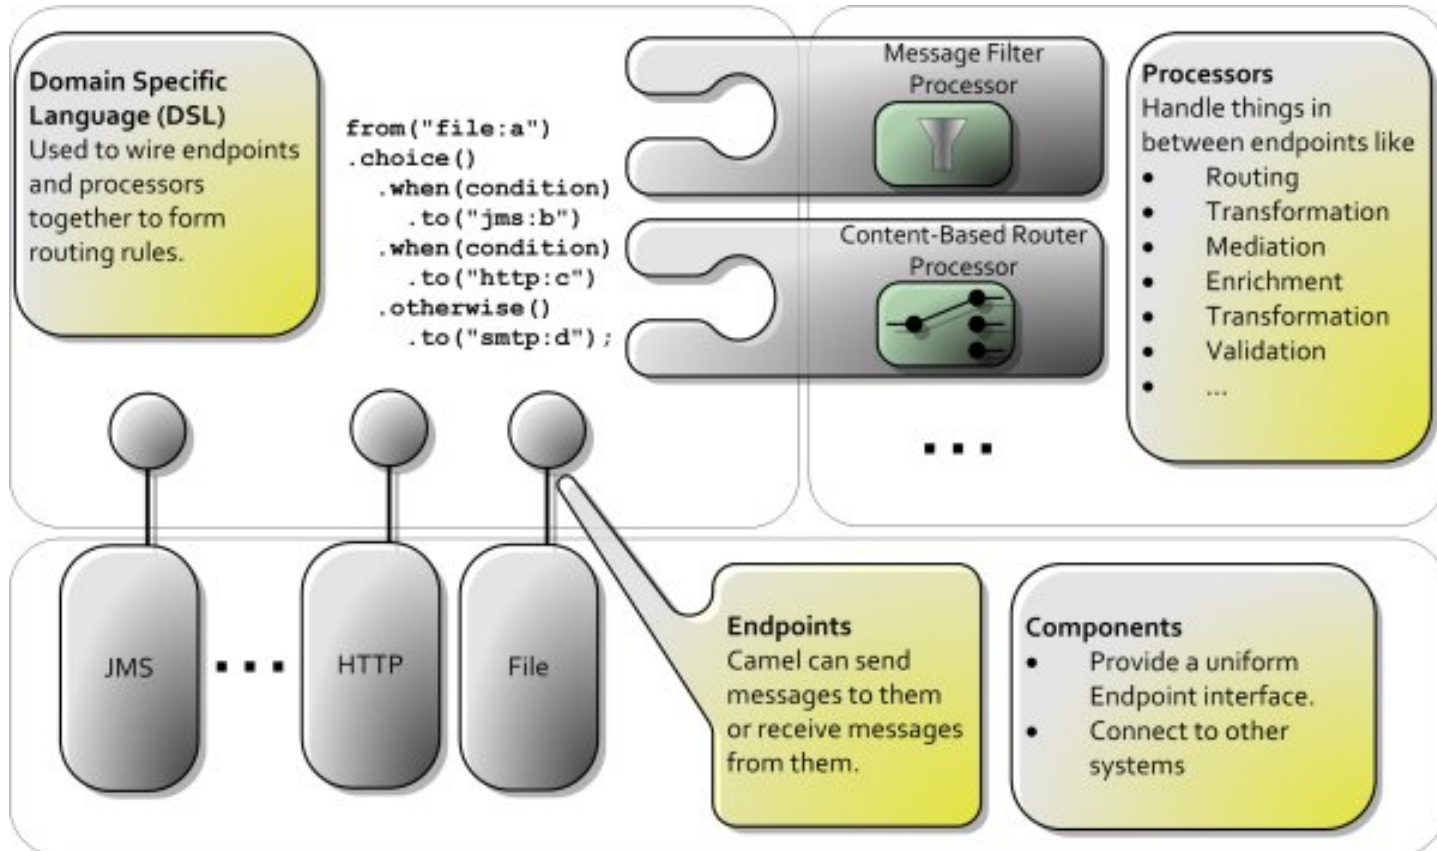 Domain Specific
Language (DSL)
Used to wire endpoints
and processors
together to form
routing rules.
from("file:a")
.choice()
.when(condition)
.to("jms:b")
.when(condition)
.to("http:c")
.otherwise()
.to("smtp:d");
Message Filter
Processor
Content-Based Router
Processor
...
Processors
Handle things in
between endpoints like
• Routing
• Transformation
• Mediation
• Enrichment
• Transformation
• Validation
• ...
JMS
...
HTTP
File
Endpoints
Camel can send
messages to them
or receive messages
from them.
Components
• Provide a uniform
Endpoint interface.
• Connect to other
systems